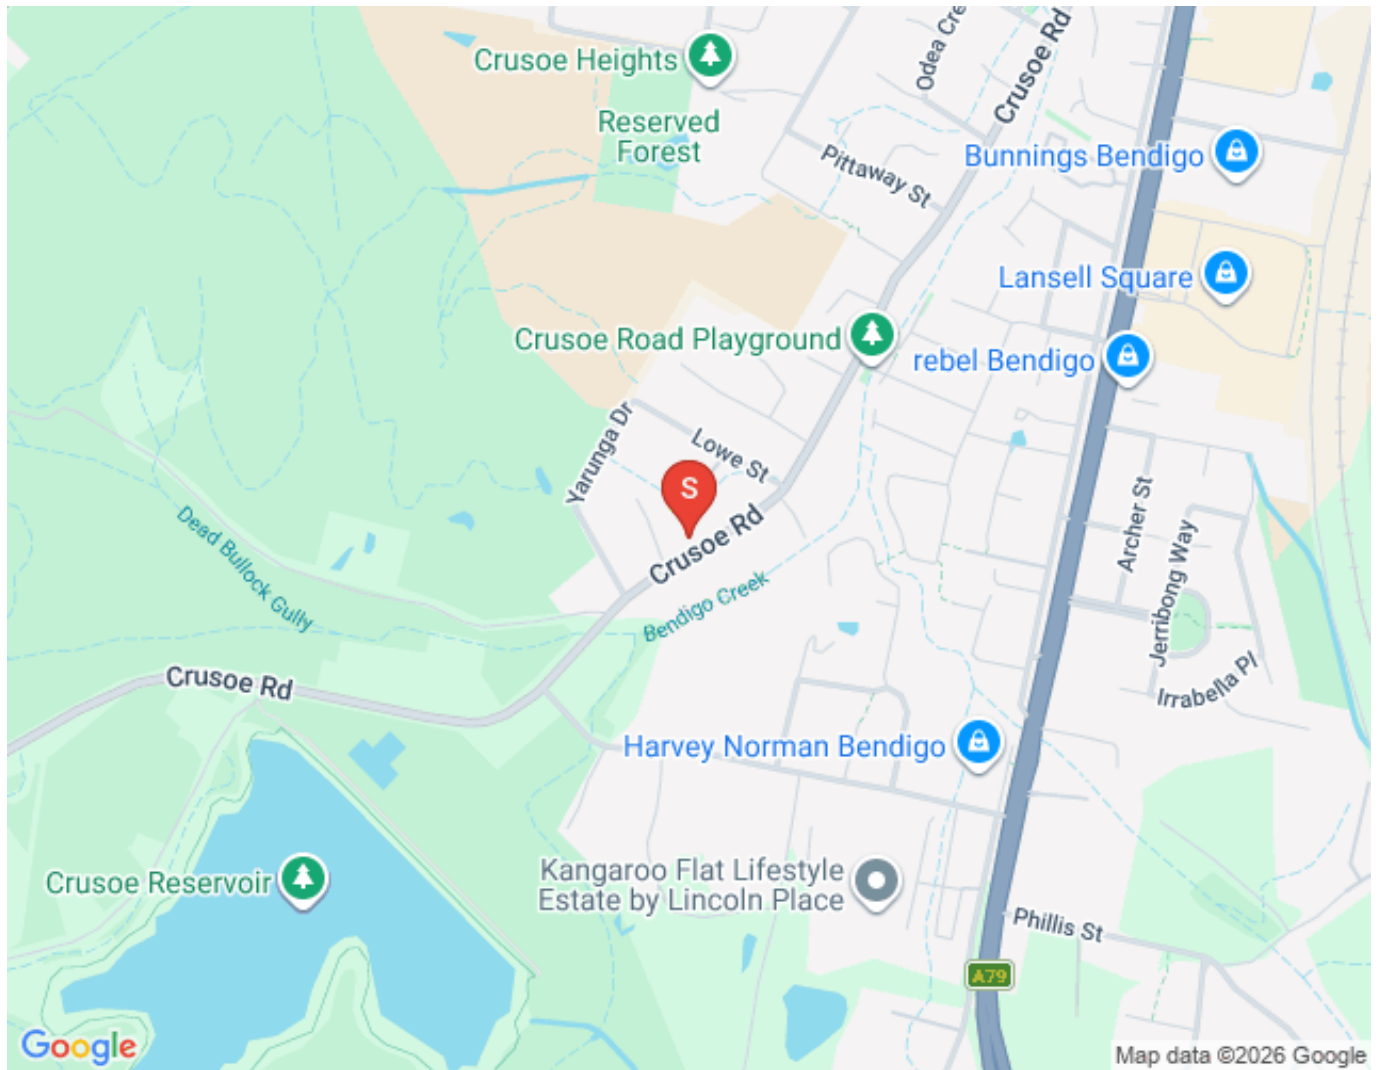 Odea Cre
Crusoe Rd
Crusoe Heights
Reserved
Forest
Pittaway St
Bunnings Bendigo
Lansell Square
Crusoe Road Playground
rebel Bendigo
Yarunga Dr
Lowe St
S
Crusoe Rd
Archer St
Dead Bullock Gully
Jerribong Way
Bendigo Creek
Crusoe Rd
Irrabella Pl
Harvey Norman Bendigo
Crusoe Reservoir
Kangaroo Flat Lifestyle
Estate by Lincoln Place
Phillis St
A79
Google
Map data ©2026 Google